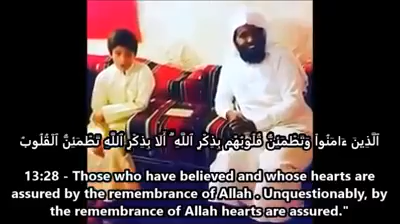 ٱلَّذِينَ ءَامَنُوا۟ وَتَطْمَئِنُّ قُلُوبُهُم بِذِكْرِ ٱللَّهِ ۗ أَلَا بِذِكْرِ ٱللَّهِ تَطْمَئِنُّ ٱلْقُلُوبُ
13:28 - Those who have believed and whose hearts are
assured by the remembrance of Allah . Unquestionably, by
the remembrance of Allah hearts are assured."